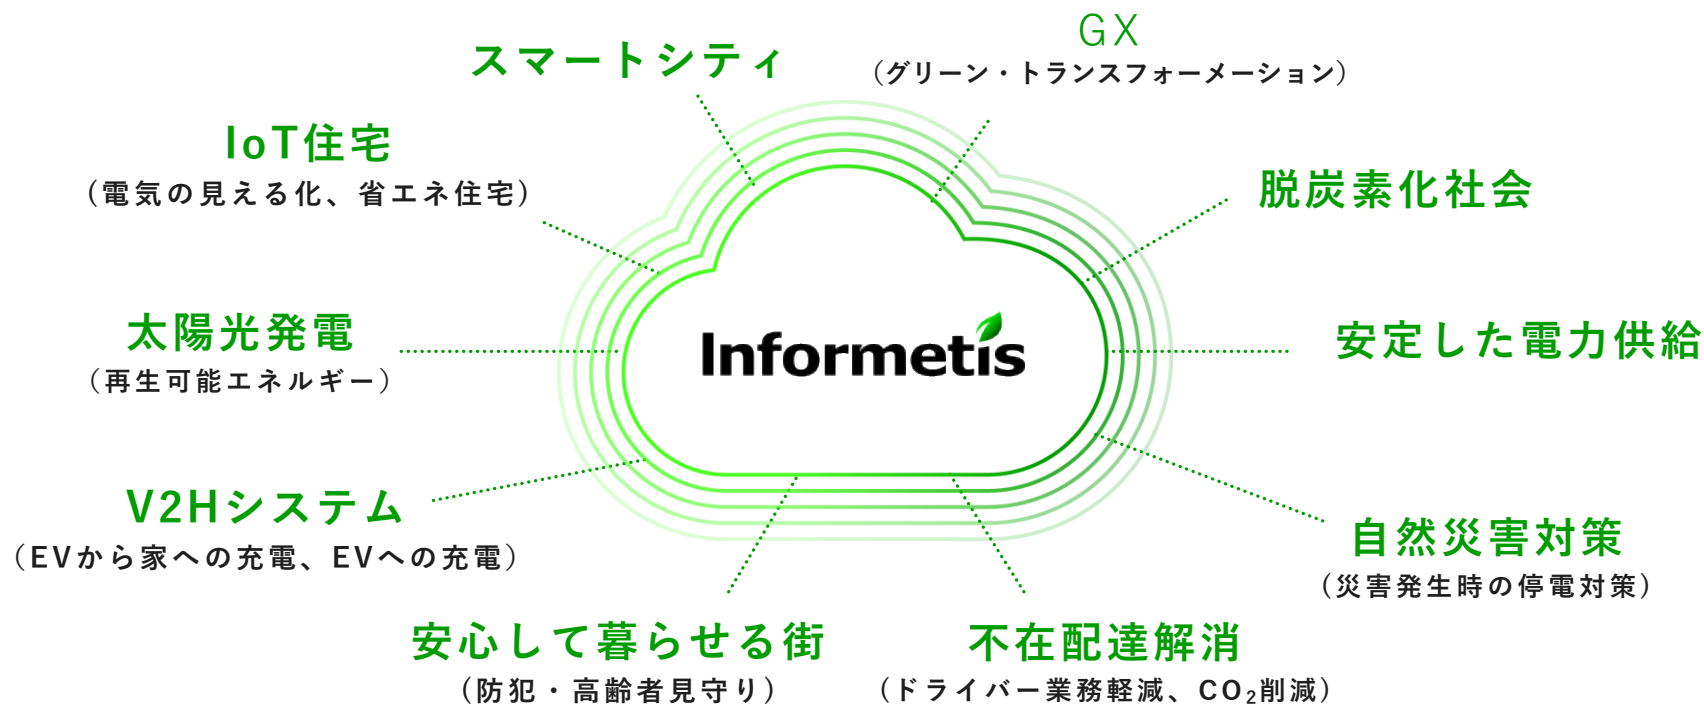 スマートシティ
GX
（グリーン・トランスフォーメーション）
IoT住宅
（電気の見える化、省エネ住宅）
脱炭素化社会
太陽光発電
（再生可能エネルギー）
Informetis
安定した電力供給
V2Hシステム
（EVから家への充電、EVへの充電）
自然災害対策
（災害発生時の停電対策）
安心して暮らせる街
（防犯・高齢者見守り）
不在配達解消
（ドライバー業務軽減、CO₂削減）